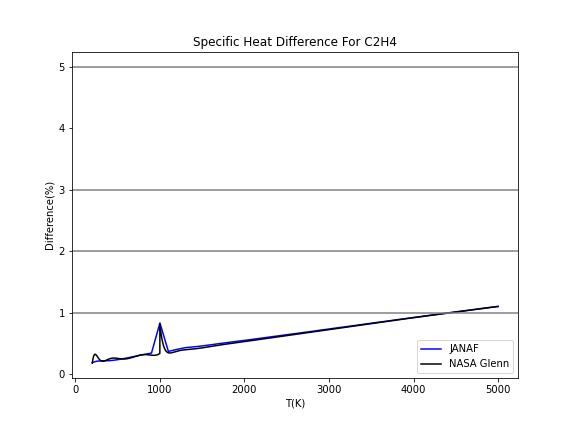 Specific Heat Difference For C2H4
Difference(%)
5
4
3
2
1
0
0 1000 2000 3000 4000 5000
T(K)
JANAF
NASA Glenn